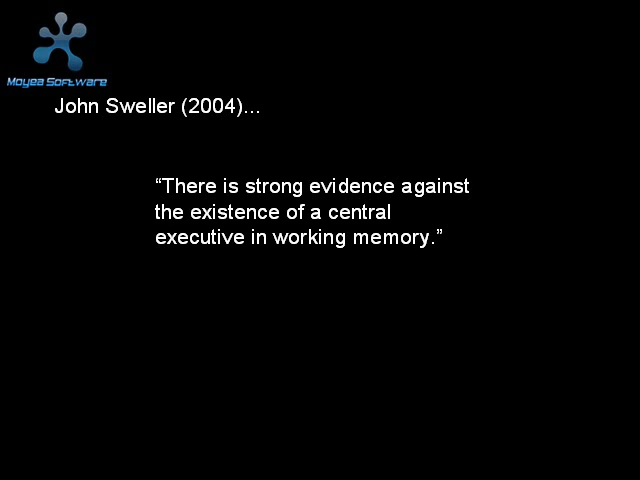 Moyea Software
John Sweller (2004)...
“There is strong evidence against
the existence of a central
executive in working memory.”